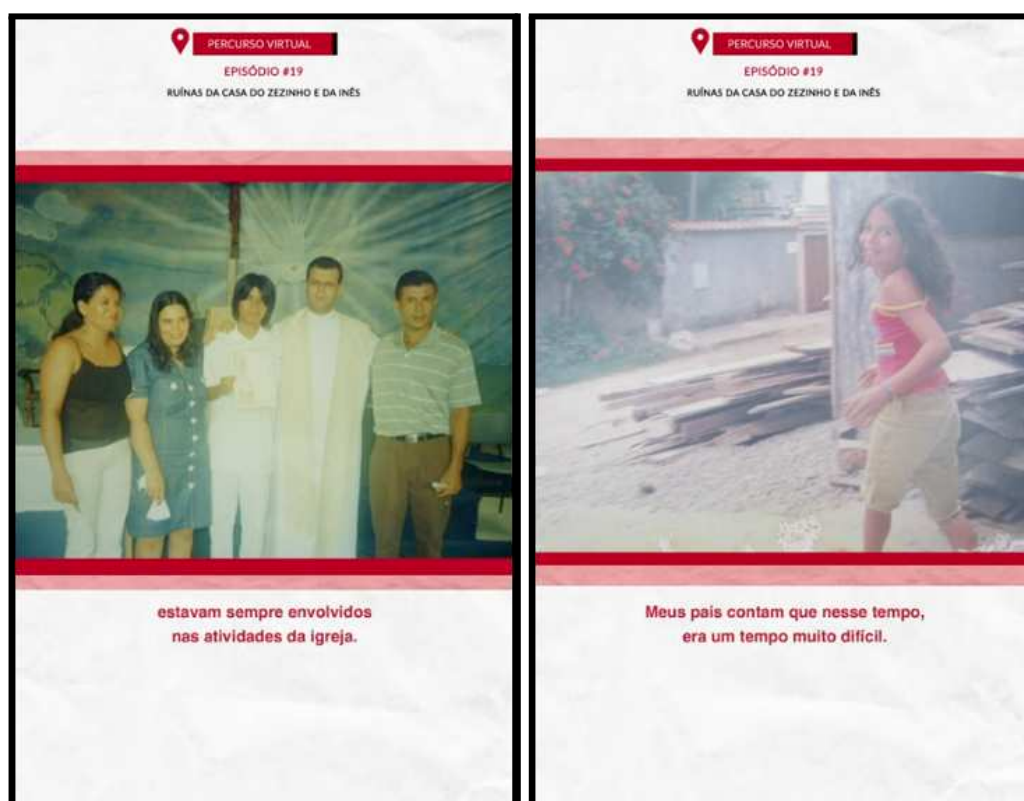 PERCURSO VIRTUAL
EPISÓDIO #19
RUÍNAS DA CASA DO ZEZINHO E DA INÊS
estavam sempre envolvidos
nas atividades da igreja.
PERCURSO VIRTUAL
EPISÓDIO #19
RUÍNAS DA CASA DO ZEZINHO E DA INÊS
Meus pais contam que nesse tempo,
era um tempo muito difícil.